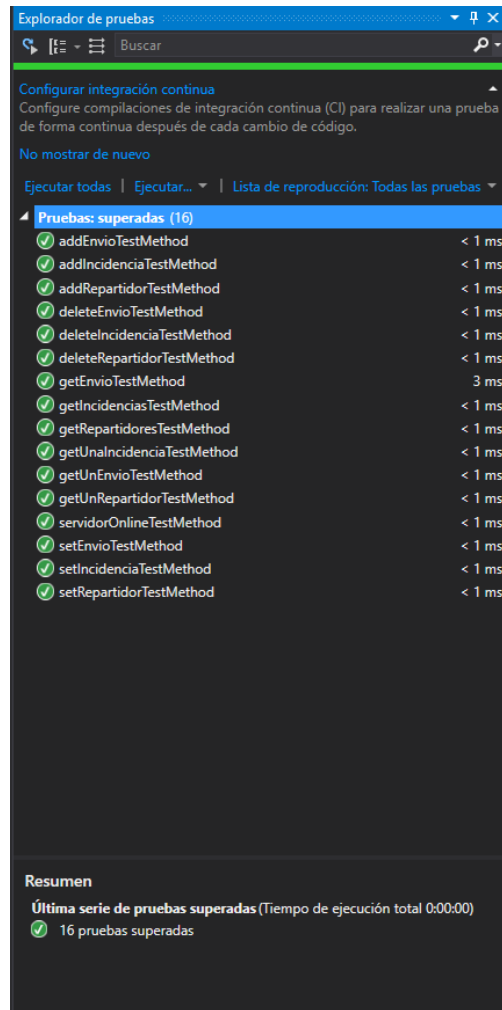 Explorador de pruebas
Buscar
Configurar integración continua
Configure compilaciones de integración continua (CI) para realizar una prueba
de forma continua después de cada cambio de código.
No mostrar de nuevo
Ejecutar todas | Ejecutar... | Lista de reproducción: Todas las pruebas
Pruebas: superadas (16)
addEnvioTestMethod < 1 ms
addIncidenciaTestMethod < 1 ms
addRepartidorTestMethod < 1 ms
deleteEnvioTestMethod < 1 ms
deleteIncidenciaTestMethod < 1 ms
deleteRepartidorTestMethod < 1 ms
getEnvioTestMethod 3 ms
getIncidenciasTestMethod < 1 ms
getRepartidoresTestMethod < 1 ms
getUnaIncidenciaTestMethod < 1 ms
getUnEnvioTestMethod < 1 ms
getUnRepartidorTestMethod < 1 ms
servidorOnlineTestMethod < 1 ms
setEnvioTestMethod < 1 ms
setIncidenciaTestMethod < 1 ms
setRepartidorTestMethod < 1 ms
Resumen
Última serie de pruebas superadas (Tiempo de ejecución total 0:00:00)
16 pruebas superadas